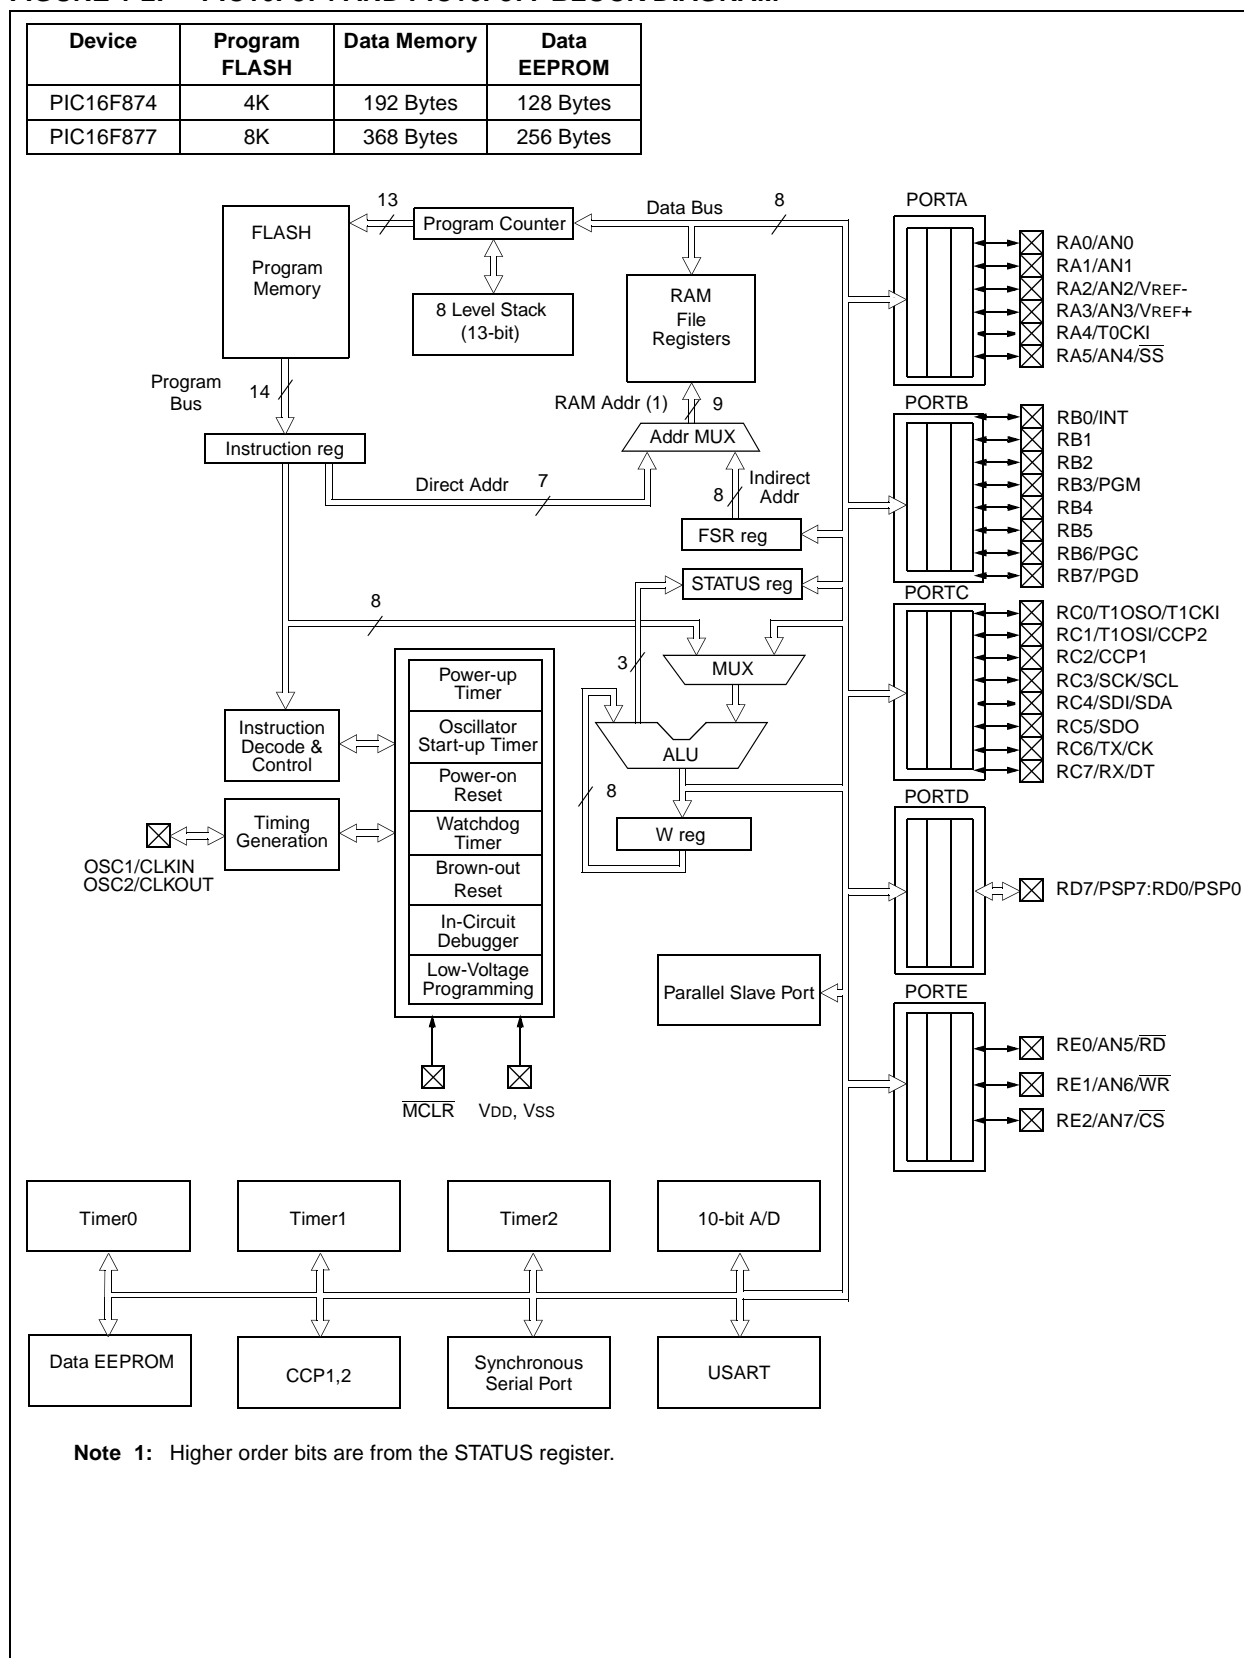 Device Program FLASH Data Memory Data EEPROM
PIC16F874 4K 192 Bytes 128 Bytes
PIC16F877 8K 368 Bytes 256 Bytes
FLASH
Program
Memory
13
Program Counter
8 Level Stack
(13-bit)
Data Bus
8
RAM
File
Registers
Program
Bus
14
RAM Addr (1)
9
Addr MUX
Instruction reg
Direct Addr
7
8
Indirect
Addr
FSR reg
STATUS reg
8
3
MUX
ALU
8
W reg
Power-up
Timer
Oscillator
Start-up Timer
Power-on
Reset
Watchdog
Timer
Brown-out
Reset
In-Circuit
Debugger
Low-Voltage
Programming
Instruction
Decode &
Control
Timing
Generation
OSC1/CLKIN
OSC2/CLKOUT
MCLR
VDD, VSS
Parallel Slave Port
PORTA
RA0/AN0
RA1/AN1
RA2/AN2/VREF-
RA3/AN3/VREF+
RA4/T0CKI
RA5/AN4/SS
PORTB
RB0/INT
RB1
RB2
RB3/PGM
RB4
RB5
RB6/PGC
RB7/PGD
PORTC
RC0/T1OSO/T1CKI
RC1/T1OSI/CCP2
RC2/CCP1
RC3/SCK/SCL
RC4/SDI/SDA
RC5/SDO
RC6/TX/CK
RC7/RX/DT
PORTD
RD7/PSP7:RD0/PSP0
PORTE
RE0/AN5/RD
RE1/AN6/WR
RE2/AN7/CS
Timer0
Timer1
Timer2
10-bit A/D
Data EEPROM
CCP1,2
Synchronous
Serial Port
USART
Note 1: Higher order bits are from the STATUS register.